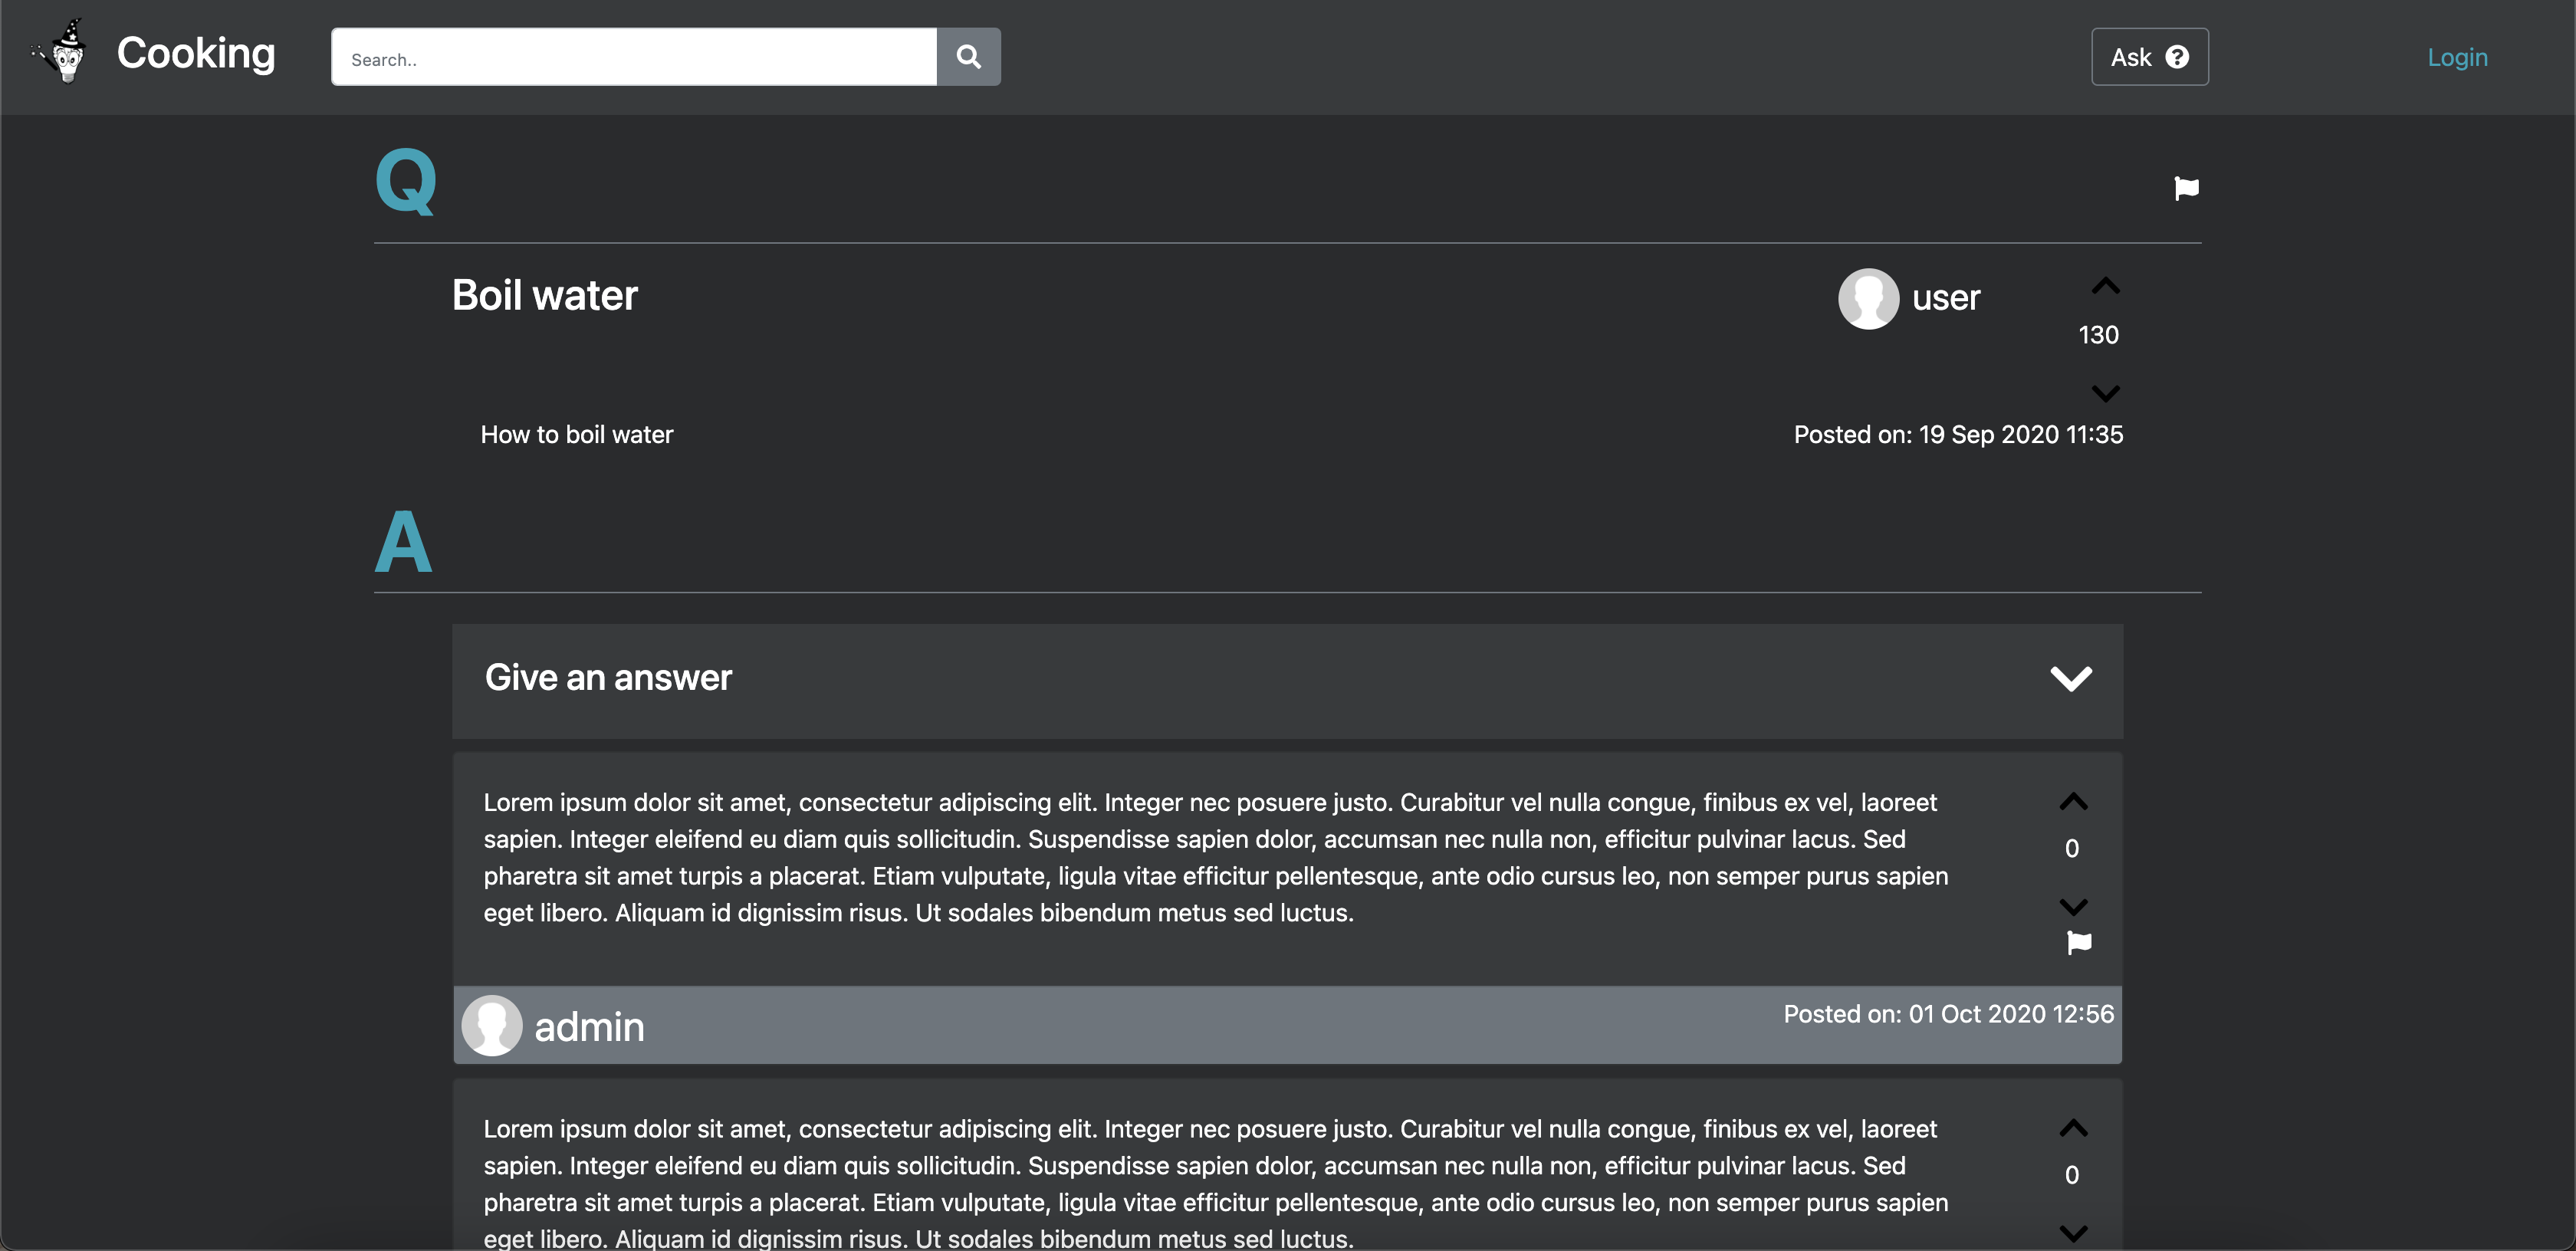 Cooking
Search..
Ask
Login
Q
Boil water
user
130
How to boil water
Posted on: 19 Sep 2020 11:35
A
Give an answer
Lorem ipsum dolor sit amet, consectetur adipiscing elit. Integer nec posuere justo. Curabitur vel nulla congue, finibus ex vel, laoreet
sapien. Integer eleifend eu diam quis sollicitudin. Suspendisse sapien dolor, accumsan nec nulla non, efficitur pulvinar lacus. Sed
pharetra sit amet turpis a placerat. Etiam vulputate, ligula vitae efficitur pellentesque, ante odio cursus leo, non semper purus sapien
eget libero. Aliquam id dignissim risus. Ut sodales bibendum metus sed luctus.
0
admin
Posted on: 01 Oct 2020 12:56
Lorem ipsum dolor sit amet, consectetur adipiscing elit. Integer nec posuere justo. Curabitur vel nulla congue, finibus ex vel, laoreet
sapien. Integer eleifend eu diam quis sollicitudin. Suspendisse sapien dolor, accumsan nec nulla non, efficitur pulvinar lacus. Sed
pharetra sit amet turpis a placerat. Etiam vulputate, ligula vitae efficitur pellentesque, ante odio cursus leo, non semper purus sapien
eget libero. Aliquam id dignissim risus. Ut sodales bibendum metus sed luctus.
0